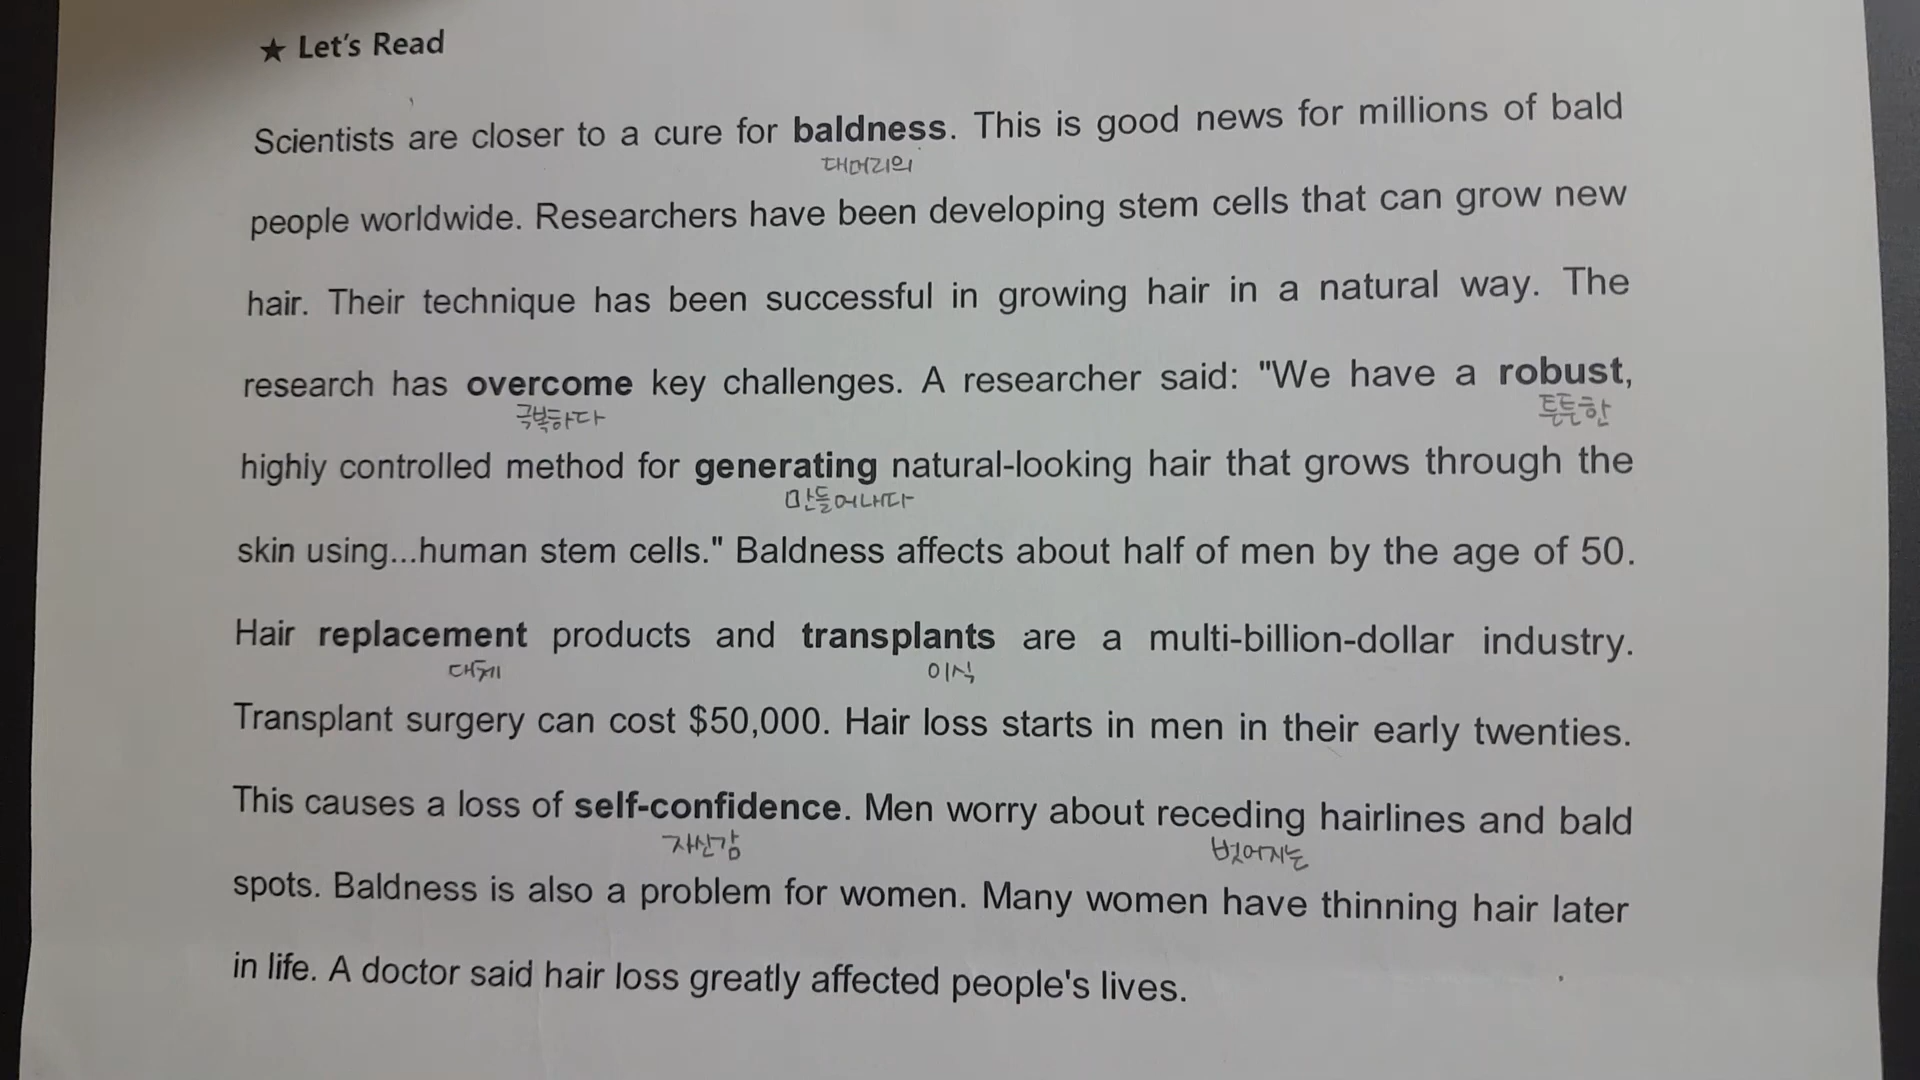 ★ Let's Read
Scientists are closer to a cure for baldness. This is good news for millions of bald
대머리의
people worldwide. Researchers have been developing stem cells that can grow new
hair. Their technique has been successful in growing hair in a natural way. The
research has overcome key challenges. A researcher said: "We have a robust,
극복하다 튼튼한
highly controlled method for generating natural-looking hair that grows through the
만들어내다
skin using...human stem cells." Baldness affects about half of men by the age of 50.
Hair replacement products and transplants are a multi-billion-dollar industry.
대체 이식
Transplant surgery can cost $50,000. Hair loss starts in men in their early twenties.
This causes a loss of self-confidence. Men worry about receding hairlines and bald
자신감 벗어지는
spots. Baldness is also a problem for women. Many women have thinning hair later
in life. A doctor said hair loss greatly affected people's lives.